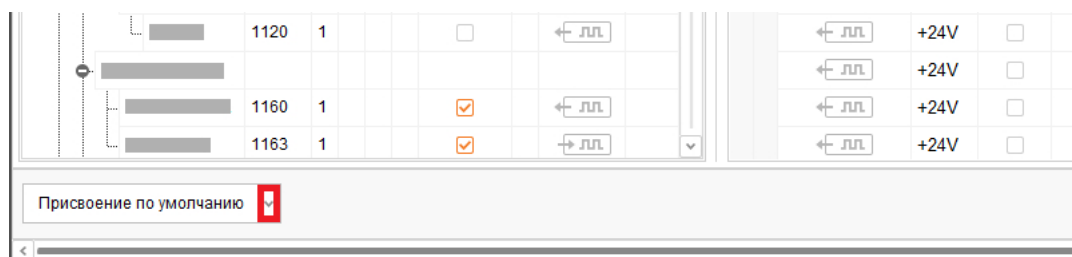 1120 1 +24V
+24V
1160 1 +24V
1163 1 +24V
Присвоение по умолчанию